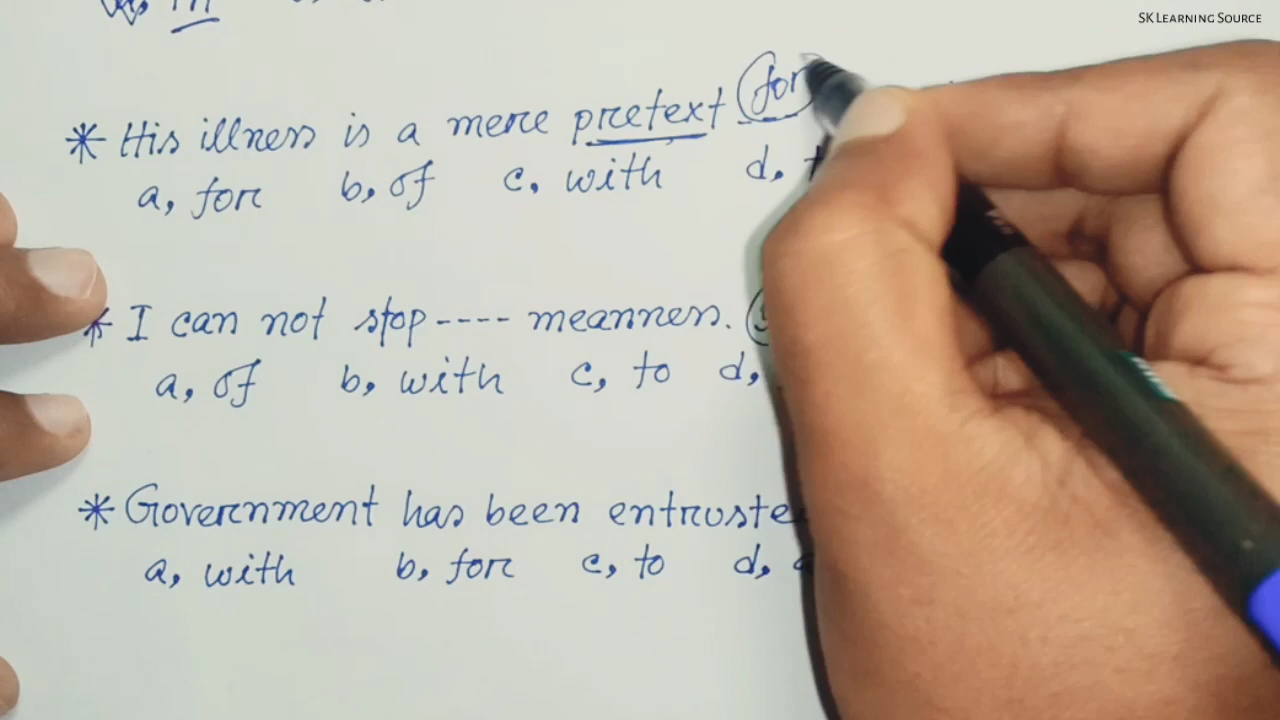 SK LEARNING SOURCE
* His illness is a mere pretext for
a, for b, of c, with d,
* I can not stop ---- meanness.
a, of b, with c, to d,
* Government has been
a, with b, for c, to d,